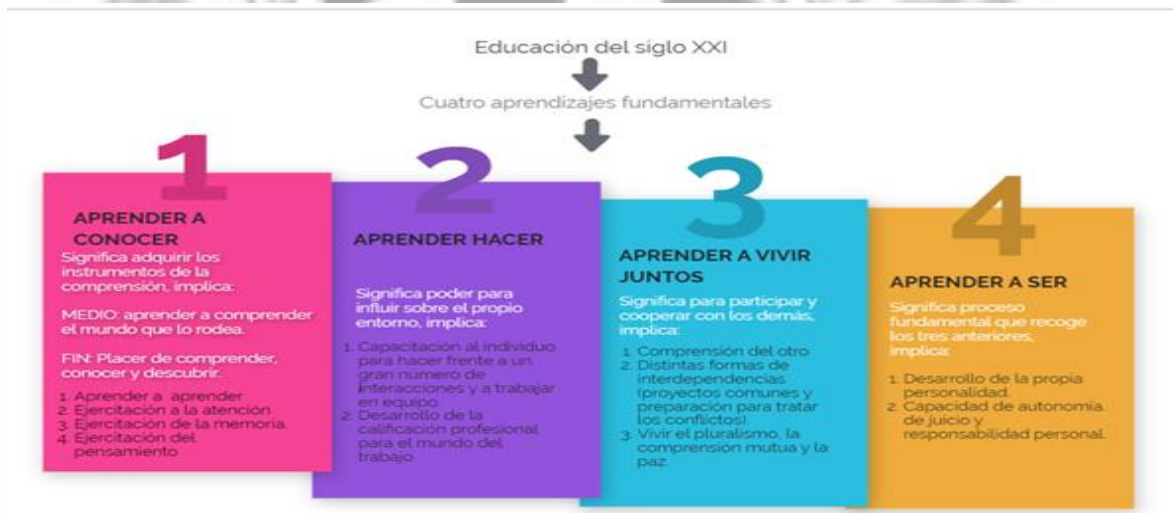 Educación del siglo XXI
Cuatro aprendizajes fundamentales
1
APRENDER A
CONOCER
Significa adquirir los
instrumentos de la
comprensión, implica:
MEDIO: aprender a comprender
el mundo que lo rodea.
FIN: Placer de comprender,
conocer y descubrir.
1. Aprender a aprender
2. Ejercitación a la atención
3. Ejercitación de la memoria.
4. Ejercitación del
pensamiento
2
APRENDER HACER
Significa poder para
influir sobre el propio
entorno, implica:
1. Capacitación al individuo
para hacer frente a un
gran número de
interacciones y a trabajar
en equipo.
2. Desarrollo de la
calificación profesional
para el mundo del
trabajo
3
APRENDER A VIVIR
JUNTOS
Significa para participar y
cooperar con los demás,
implica:
1. Comprensión del otro
2. Distintas formas de
interdependencias
(proyectos comunes y
preparación para tratar
los conflictos).
3. Vivir el pluralismo, la
comprensión mutua y la
paz.
4
APRENDER A SER
Significa proceso
fundamental que recoge
los tres anteriores,
implica:
1. Desarrollo de la propia
personalidad.
2. Capacidad de autonomía.
de juicio y
responsabilidad personal.